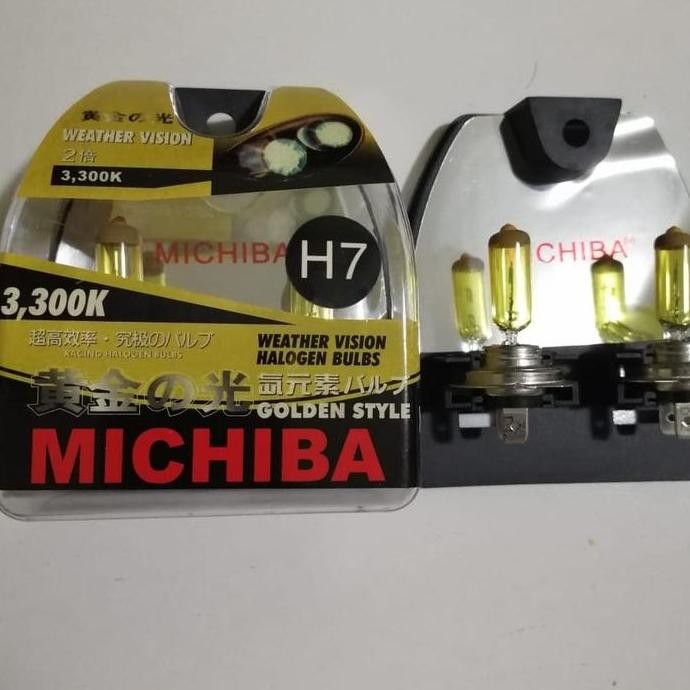 黄金の光
WEATHER VISION
2倍
3,300K
MICHIBA
H7
3,300K
超高效率・究极のバルブ
RACING HALOGEN BULBS
WEATHER VISION
HALOGEN BULBS
黄金の光
氙元素バルブ
GOLDEN STYLE
MICHIBA
MICHIBA